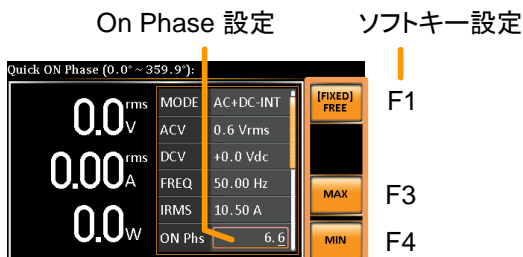 On Phase 設定 ソフトキー設定
Quick ON Phase (0.0°~359.9°):
0.0 rms V
0.00 rms A
0.0 W
MODE AC+DC-INT
ACV 0.6 Vrms
DCV +0.0 Vdc
FREQ 50.00 Hz
IRMS 10.50 A
ON Phs 6.6
[FIXED]
FREE
F1
MAX F3
MIN F4